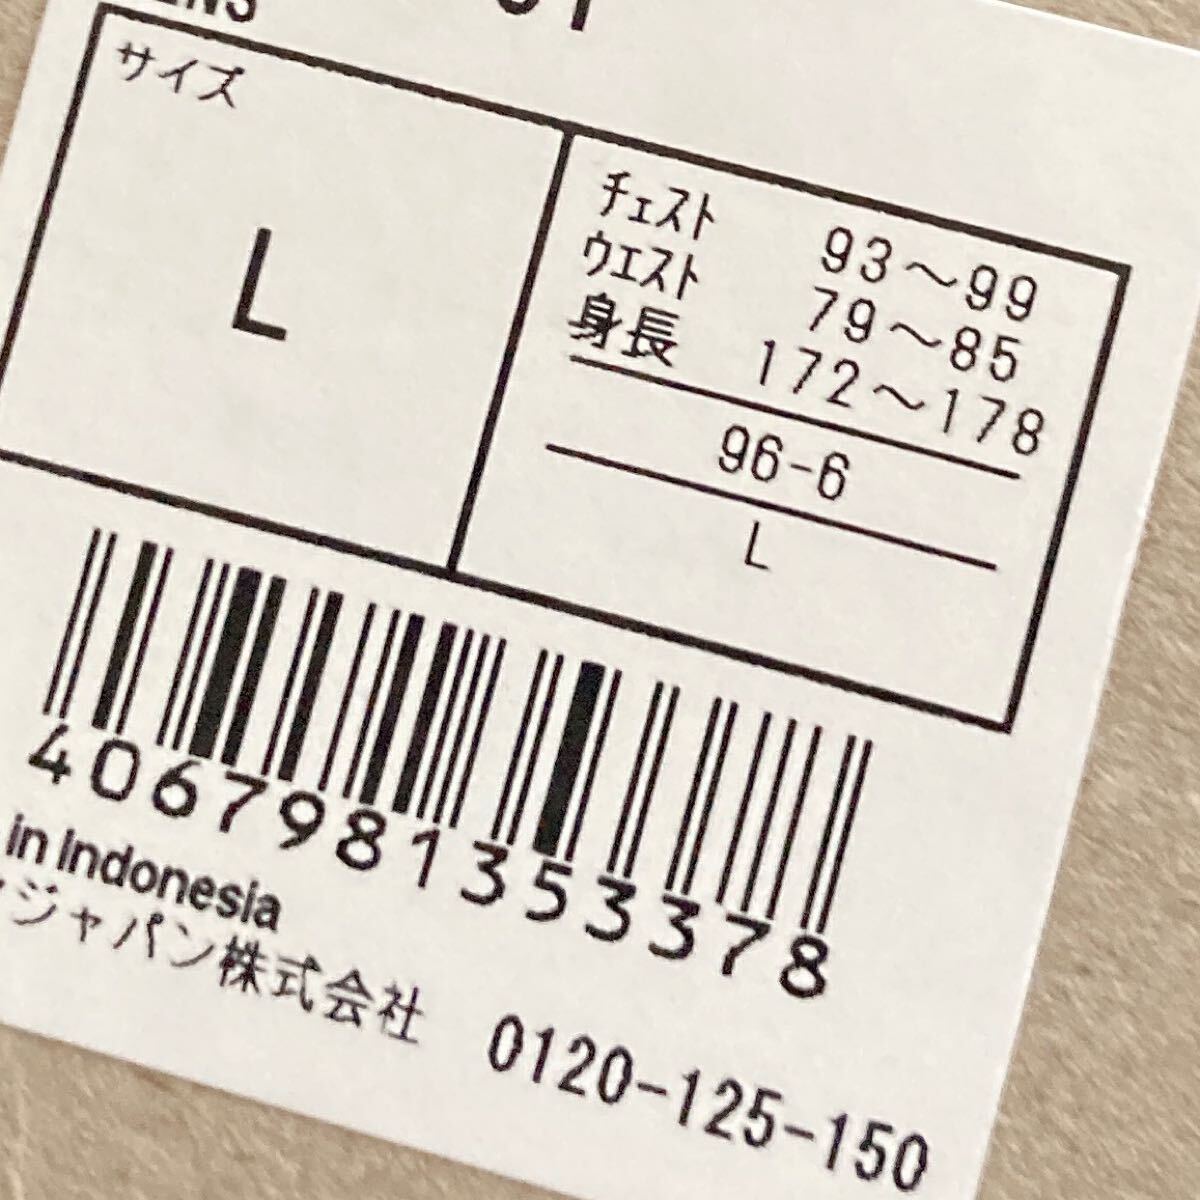 サイズ
L
チェスト 93～99
ウエスト 79～85
身長 172～178
96-6
L
4067981353378
in Indonesia
ジャパン株式会社 0120-125-150